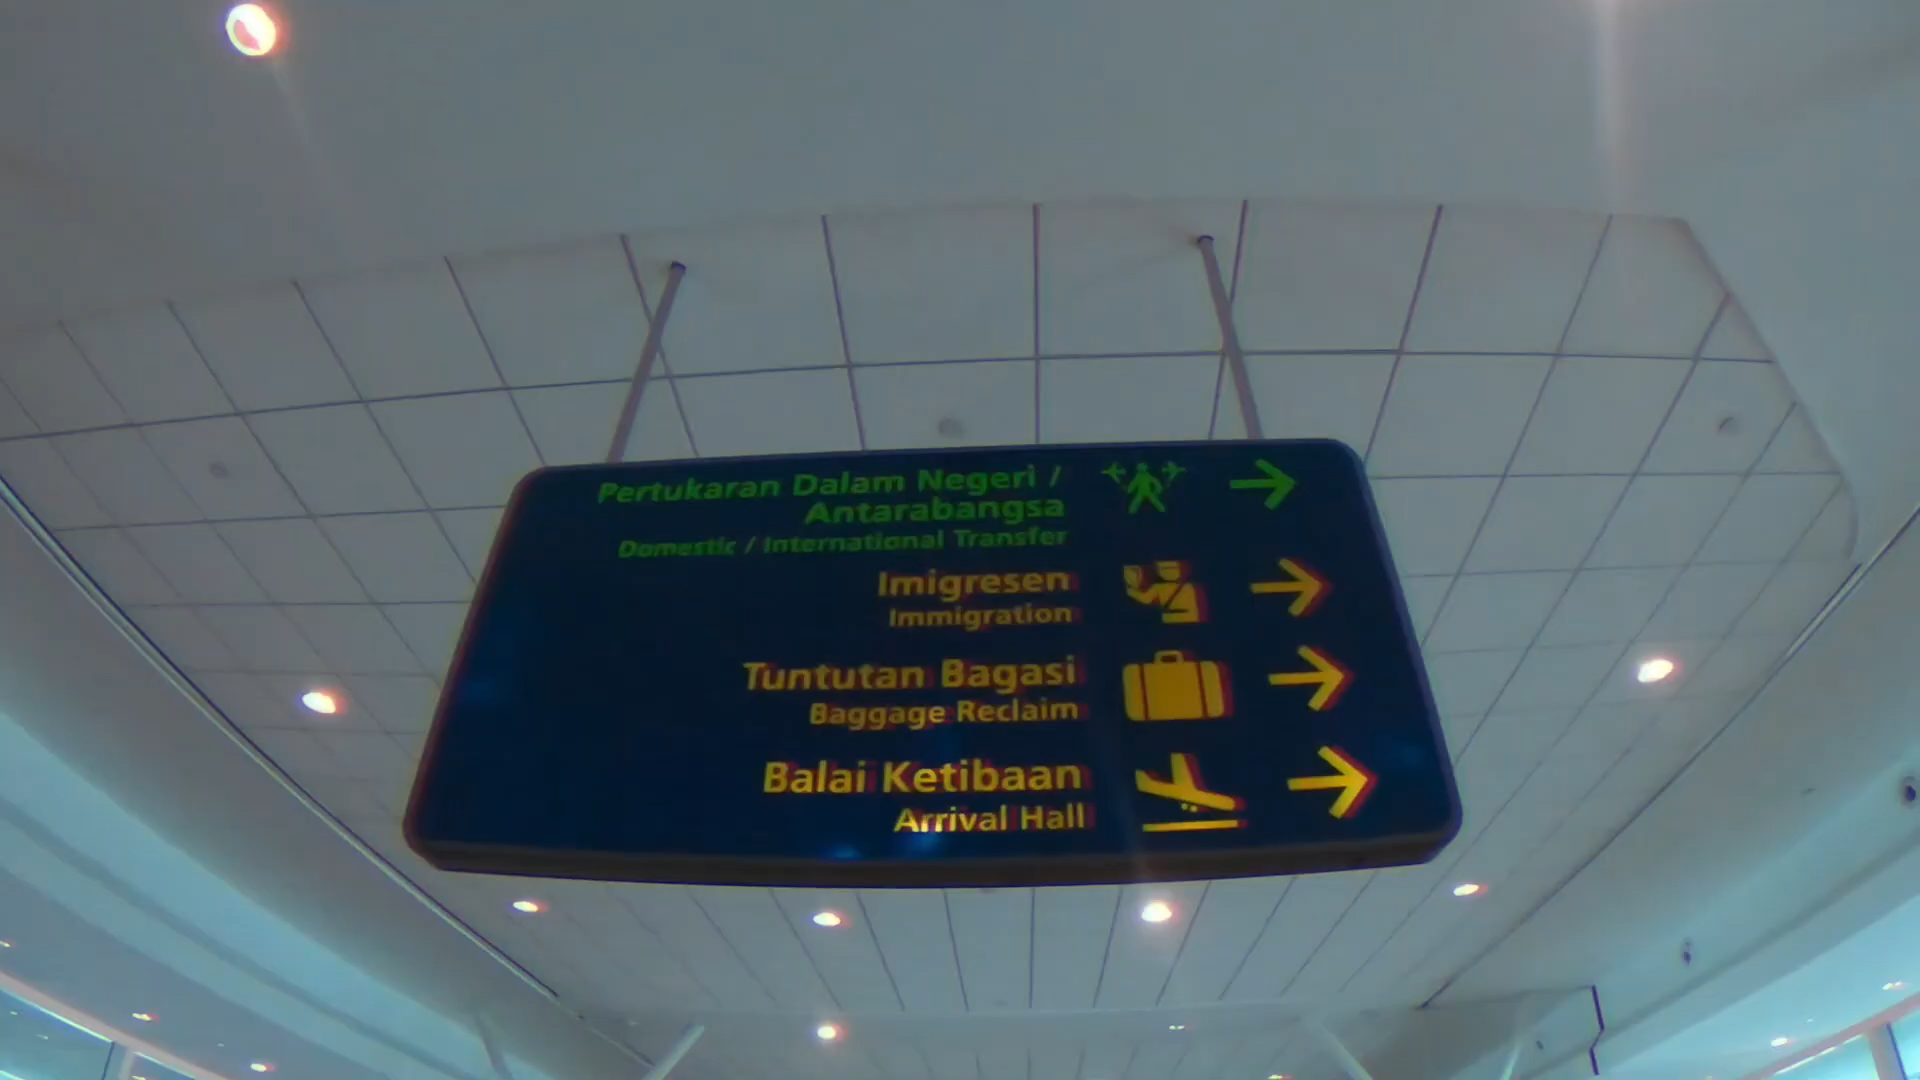 Pertukaran Dalam Negeri /
Antarabangsa
Domestic / International Transfer
Imigresen
Immigration
Tuntutan Bagasi
Baggage Reclaim
Balai Ketibaan
Arrival Hall